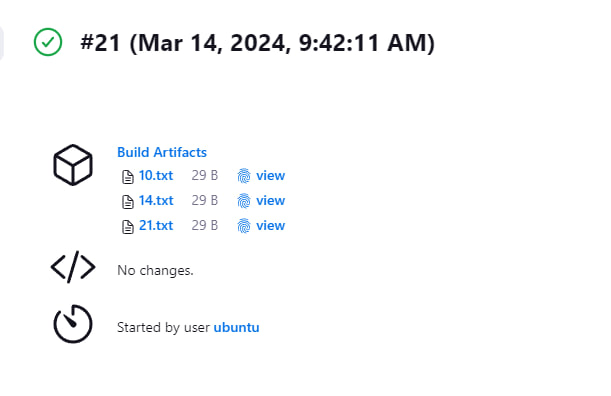 #21 (Mar 14, 2024, 9:42:11 AM)
Build Artifacts
10.txt 29 B view
14.txt 29 B view
21.txt 29 B view
No changes.
Started by user ubuntu